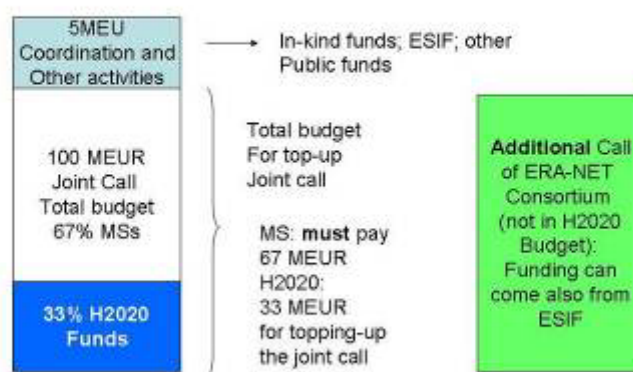 5MEU
Coordination and
Other activities
In-kind funds; ESIF; other
Public funds
100 MEUR
Joint Call
Total budget
67% MSs
33% H2020
Funds
Total budget
For top-up
Joint call
MS: must pay
67 MEUR
H2020:
33 MEUR
for topping-up
the joint call
Additional Call
of ERA-NET
Consortium
(not in H2020
Budget):
Funding can
come also from
ESIF